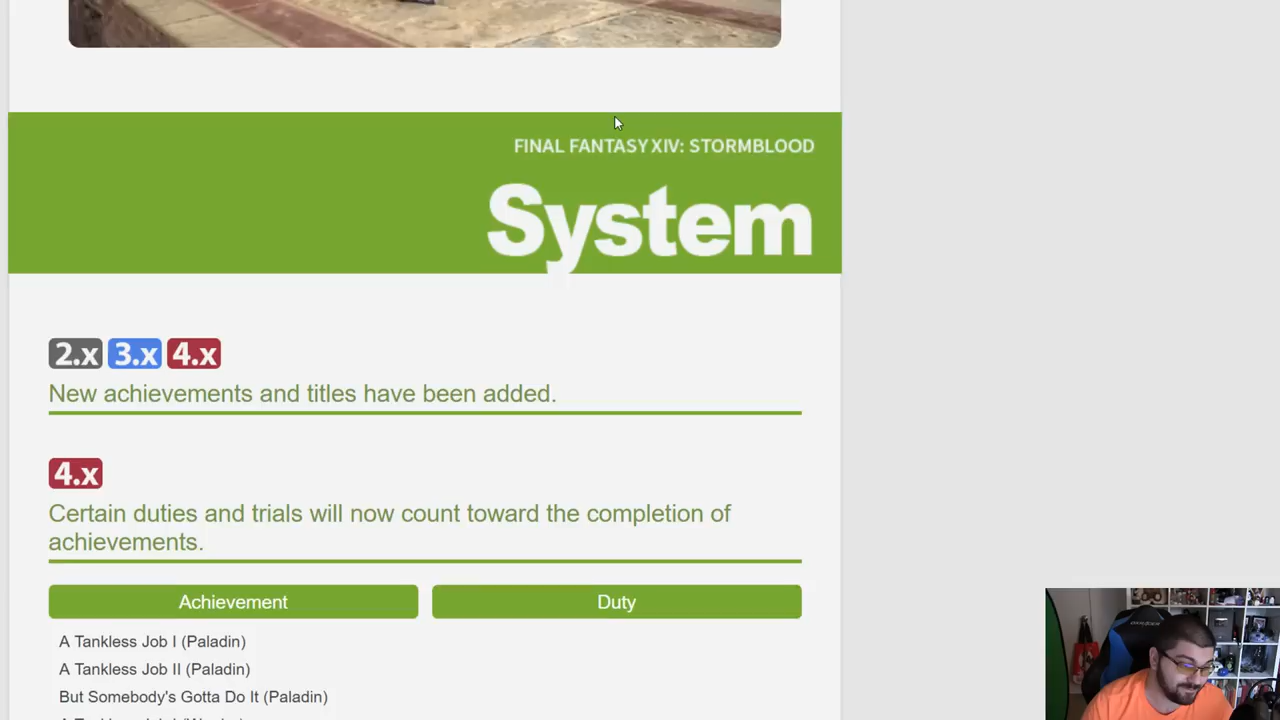 FINAL FANTASY XIV: STORMBLOOD
System
2.x 3.x 4.x
New achievements and titles have been added.
4.x
Certain duties and trials will now count toward the completion of
achievements.
Achievement Duty
A Tankless Job I (Paladin)
A Tankless Job II (Paladin)
But Somebody's Gotta Do It (Paladin)